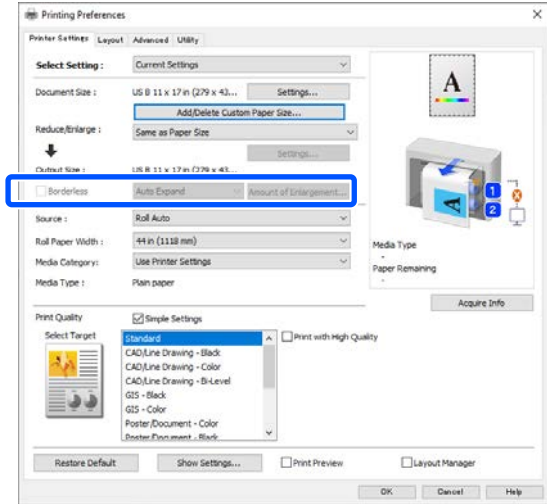 Printing Preferences
Printer Settings Layout Advanced Utility
Select Setting : Current Settings
Document Size : US B 11 x 17 in (279 x 43... Settings...
Add/Delete Custom Paper Size...
Reduce/Enlarge : Same as Paper Size
Settings...
Output Size : US B 11 x 17 in (279 x 43...
Borderless Auto Expand Amount of Enlargement...
Source : Roll Auto
Roll Paper Width : 44 in (1118 mm)
Media Category: Use Printer Settings
Media Type : Plain paper
A
A
1
2
Media Type
-
Paper Remaining
-
Acquire Info
Print Quality Simple Settings
Select Target
Standard
CAD/Line Drawing - Black
CAD/Line Drawing - Color
CAD/Line Drawing - Bi-Level
GIS - Black
GIS - Color
Poster/Document - Color
Poster/Document - Black
Print with High Quality
Restore Default Show Settings... Print Preview Layout Manager
OK Cancel Help